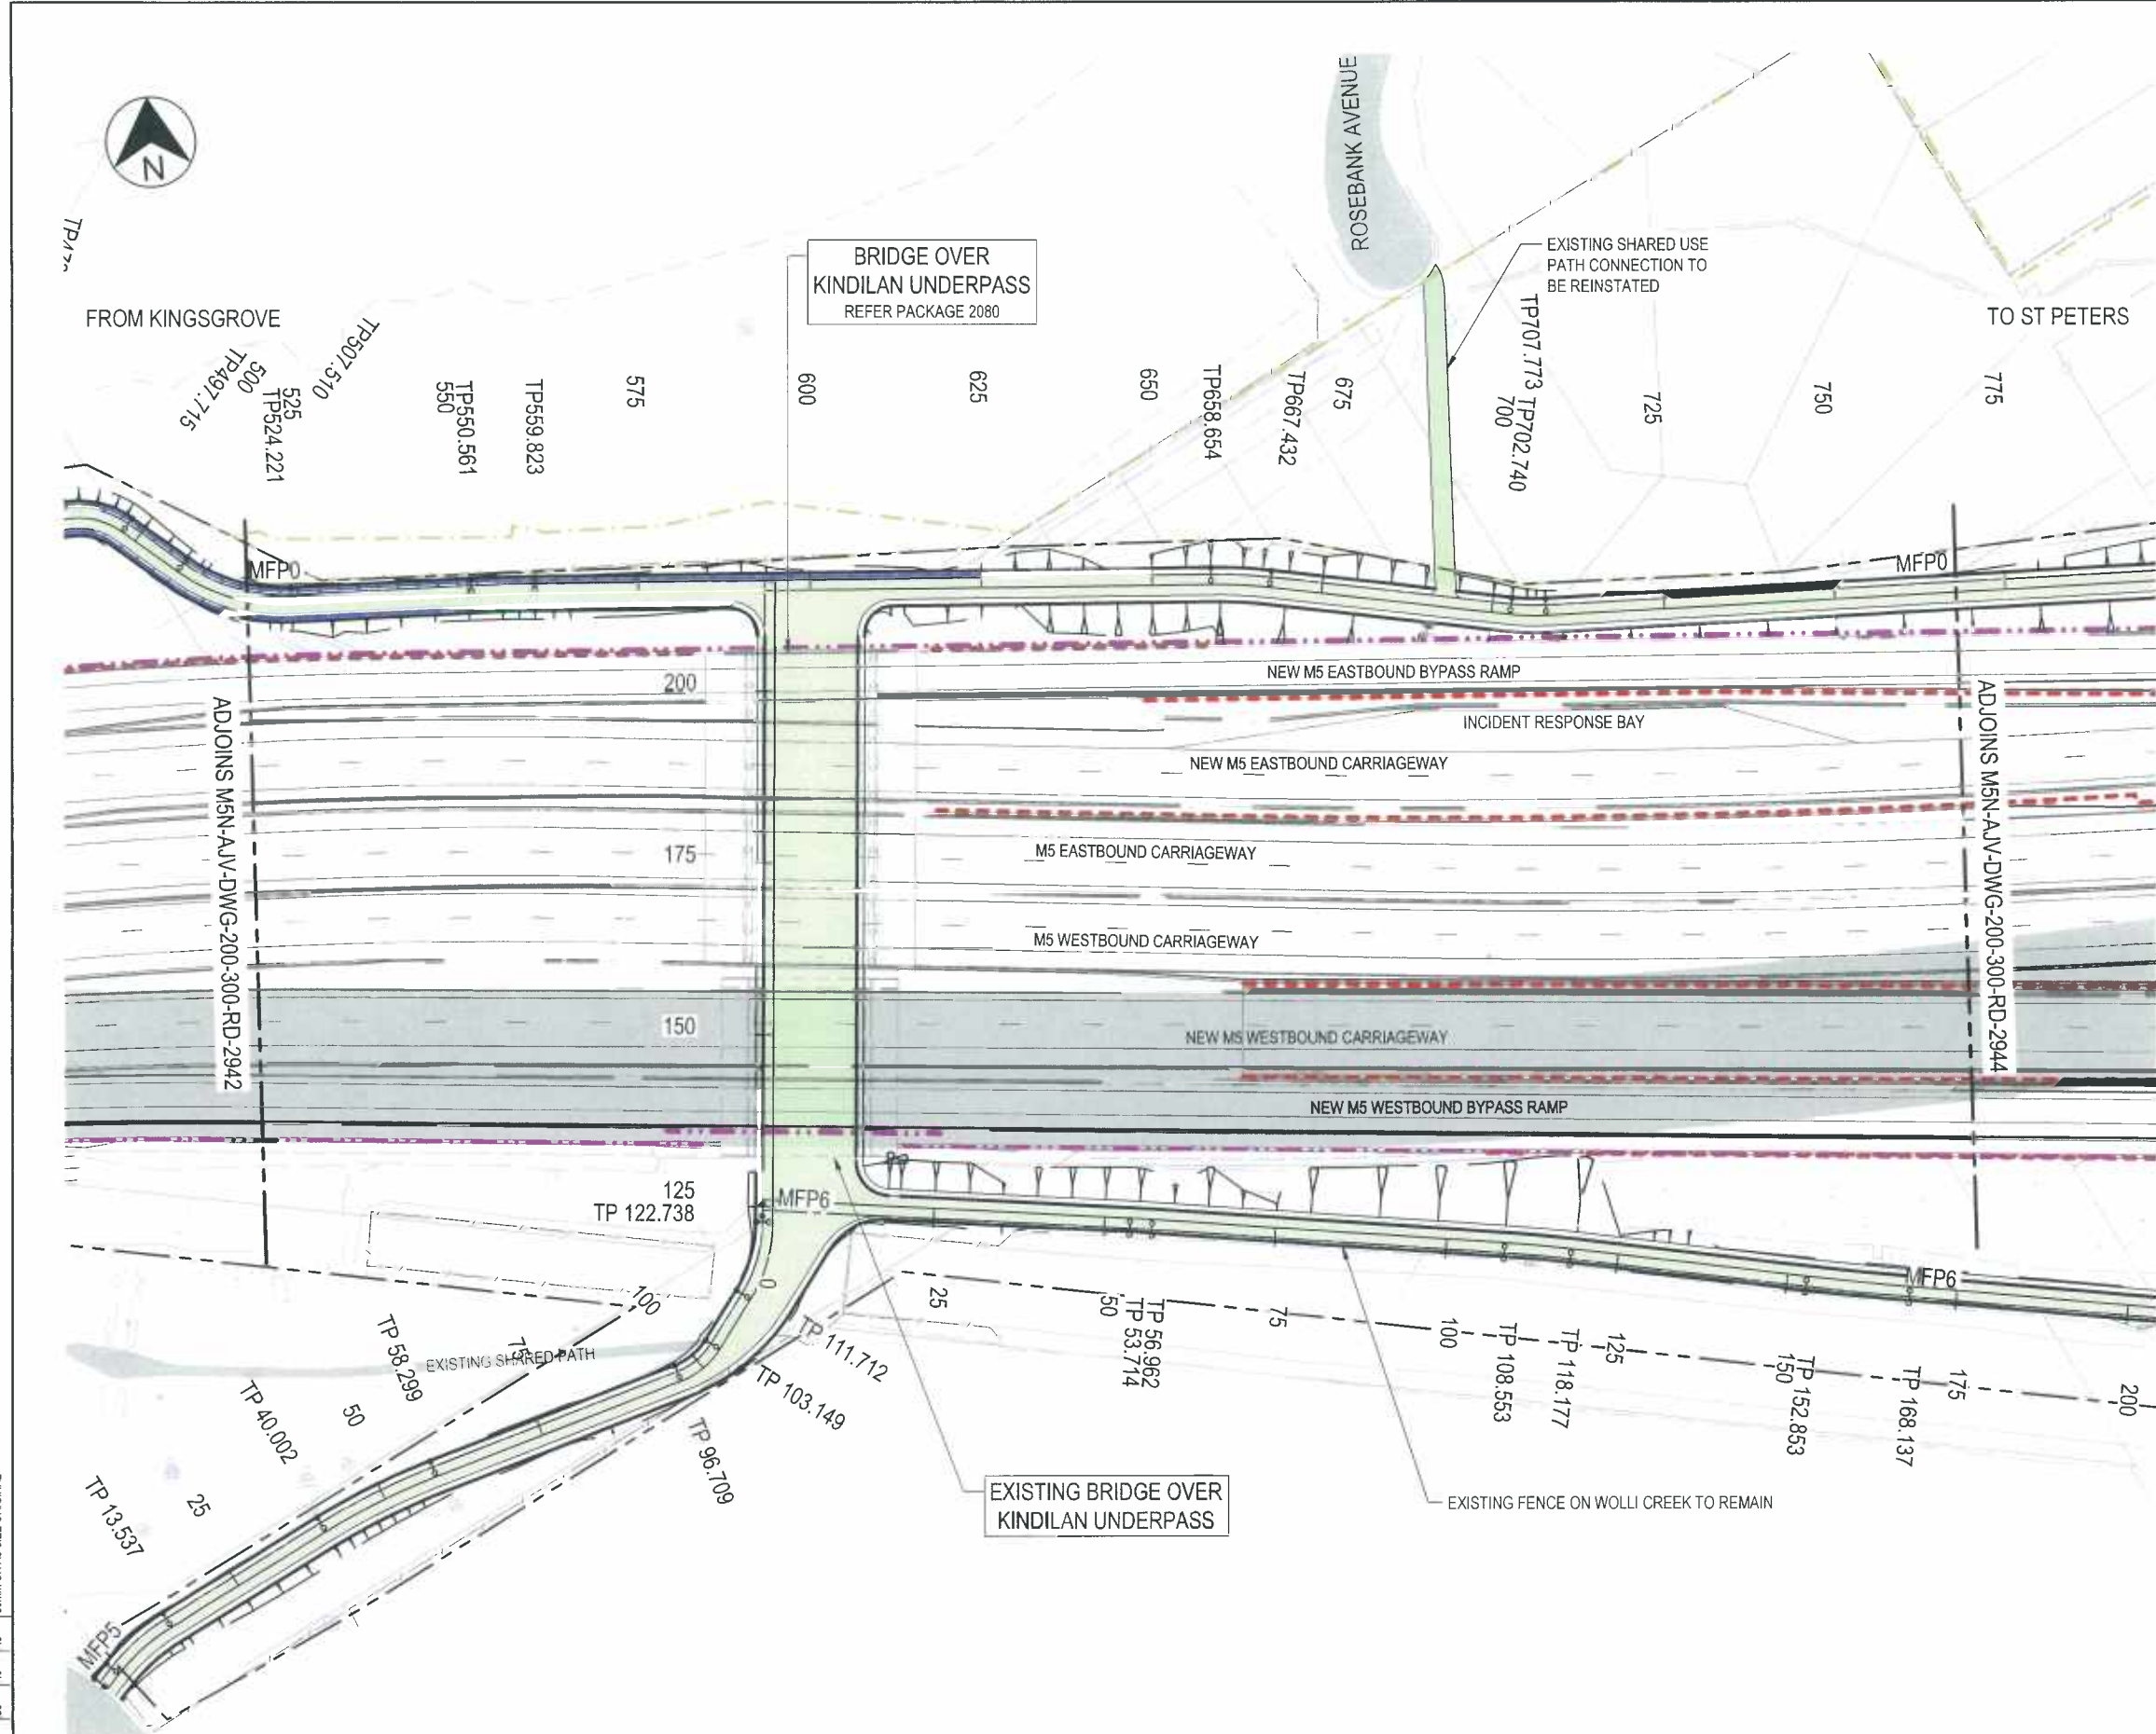 N
ROSEBANK AVENUE
BRIDGE OVER
KINDILAN UNDERPASS
REFER PACKAGE 2080
EXISTING SHARED USE
PATH CONNECTION TO
BE REINSTATED
FROM KINGSGROVE
TO ST PETERS
TP497.715
500
TP507.510
525
TP524.221
550
TP550.561
TP559.823
575
600
625
650
TP658.654
TP667.432
675
700
TP702.740
TP707.773
725
750
775
MFP0
MFP0
NEW M5 EASTBOUND BYPASS RAMP
200
INCIDENT RESPONSE BAY
NEW M5 EASTBOUND CARRIAGEWAY
ADJOINS M5N-AJV-DWG-200-300-RD-2942
ADJOINS M5N-AJV-DWG-200-300-RD-2944
175
M5 EASTBOUND CARRIAGEWAY
M5 WESTBOUND CARRIAGEWAY
150
NEW M5 WESTBOUND CARRIAGEWAY
NEW M5 WESTBOUND BYPASS RAMP
125
TP 122.738
MFP6
MFP6
0
25
50
TP 53.714
TP 56.962
75
100
TP 108.553
TP 118.177
125
150
TP 152.853
TP 168.137
175
200
100
TP 111.712
TP 103.149
TP 96.709
75
EXISTING SHARED PATH
TP 58.299
50
TP 40.002
25
TP 13.537
MFP5
EXISTING BRIDGE OVER
KINDILAN UNDERPASS
EXISTING FENCE ON WOLLI CREEK TO REMAIN